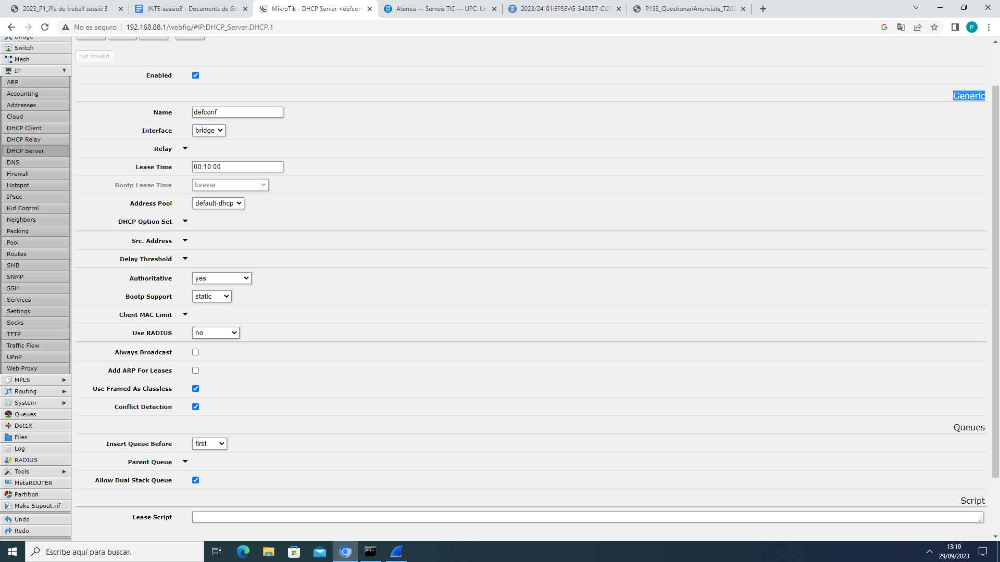 2023_P1_Pla de treball sessió 3
INTE-sessio3 - Documents de Go
MikroTik - DHCP Server <defconf
Atenea — Serveis TIC — UPC. Un
2023/24-01:EPSEVG-340357-CUT
P1S3_QuestionariAnunciats_T202
No es seguro
192.168.88.1/webfig/#IP:DHCP_Server.DHCP.1
P
Bridge
Switch
Mesh
IP
ARP
Accounting
Addresses
Cloud
DHCP Client
DHCP Relay
DHCP Server
DNS
Firewall
Hotspot
IPsec
Kid Control
Neighbors
Packing
Pool
Routes
SMB
SNMP
SSH
Services
Settings
Socks
TFTP
Traffic Flow
UPnP
Web Proxy
MPLS
Routing
System
Queues
Dot1X
Files
Log
RADIUS
Tools
MetaROUTER
Partition
Make Supout.rif
Undo
Redo
not invalid
Enabled
Generic
Name defconf
Interface bridge
Relay
Lease Time 00:10:00
Bootp Lease Time forever
Address Pool default-dhcp
DHCP Option Set
Src. Address
Delay Threshold
Authoritative yes
Bootp Support static
Client MAC Limit
Use RADIUS no
Always Broadcast
Add ARP For Leases
Use Framed As Classless
Conflict Detection
Queues
Insert Queue Before first
Parent Queue
Allow Dual Stack Queue
Script
Lease Script
Escribe aquí para buscar.
13:19
29/09/2023